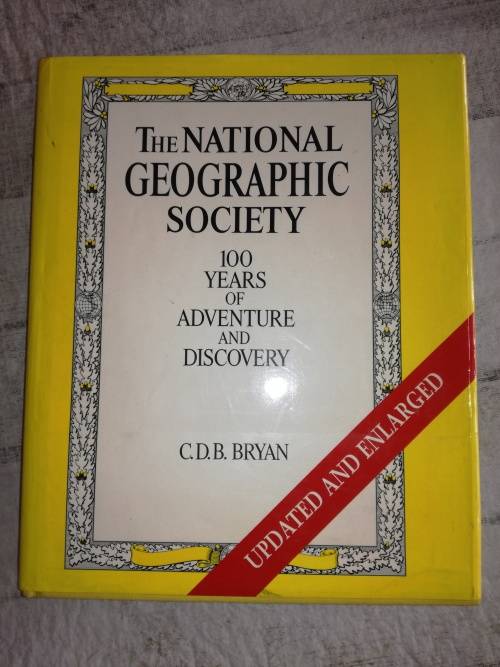 THE NATIONAL
GEOGRAPHIC
SOCIETY
100
YEARS
OF
ADVENTURE
AND
DISCOVERY
C.D.B. BRYAN
UPDATED AND ENLARGED